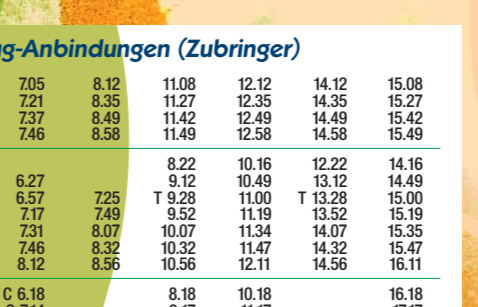 g-Anbindungen (Zubringer)
7.05 8.12 11.08 12.12 14.12 15.08
7.21 8.35 11.27 12.35 14.35 15.27
7.37 8.49 11.42 12.49 14.49 15.42
7.46 8.58 11.49 12.58 14.58 15.49
8.22 10.16 12.22 14.16
6.27 9.12 10.49 13.12 14.49
6.57 7.25 T 9.28 11.00 T 13.28 15.00
7.17 7.49 9.52 11.19 13.52 15.19
7.31 8.07 10.07 11.34 14.07 15.35
7.46 8.32 10.32 11.47 14.32 15.47
8.12 8.56 10.56 12.11 14.56 16.11
C 6.18 8.18 10.18 16.18